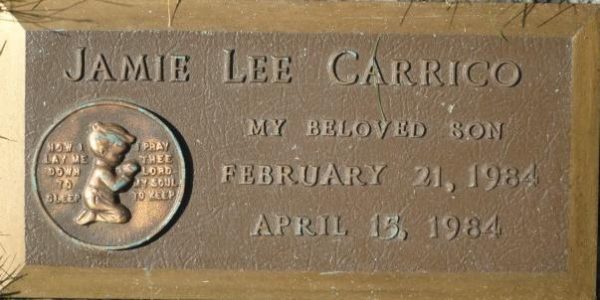 JAMIE LEE CARRICO
MY BELOVED SON
FEBRUARY 21, 1984
APRIL 15, 1984
NOW I
LAY ME
DOWN
TO
SLEEP
I PRAY
THEE
LORD
MY SOUL
TO KEEP